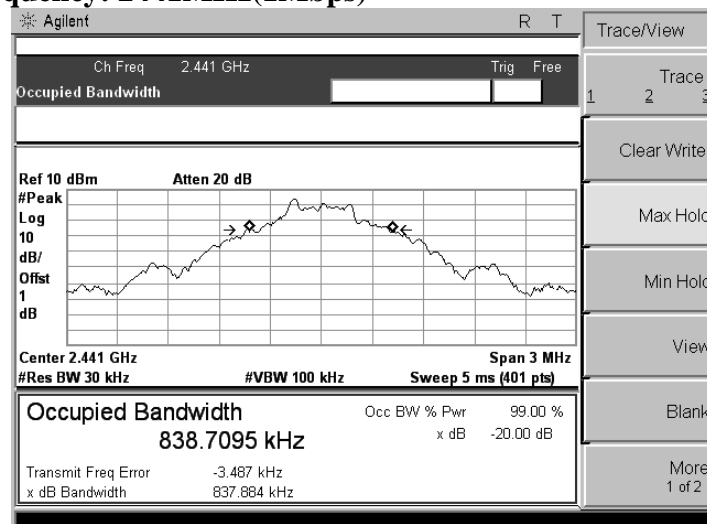 Agilent R T Trace/View
Ch Freq 2.441 GHz Trig Free
Occupied Bandwidth
Trace
1 2 3
Clear Write
Max Hold
Min Hold
View
Blank
More
1 of 2
Ref 10 dBm Atten 20 dB
#Peak
Log
10
dB/
Offst
1
dB
Center 2.441 GHz Span 3 MHz
#Res BW 30 kHz #VBW 100 kHz Sweep 5 ms (401 pts)
Occupied Bandwidth Occ BW % Pwr 99.00 %
838.7095 kHz x dB -20.00 dB
Transmit Freq Error -3.487 kHz
x dB Bandwidth 837.884 kHz